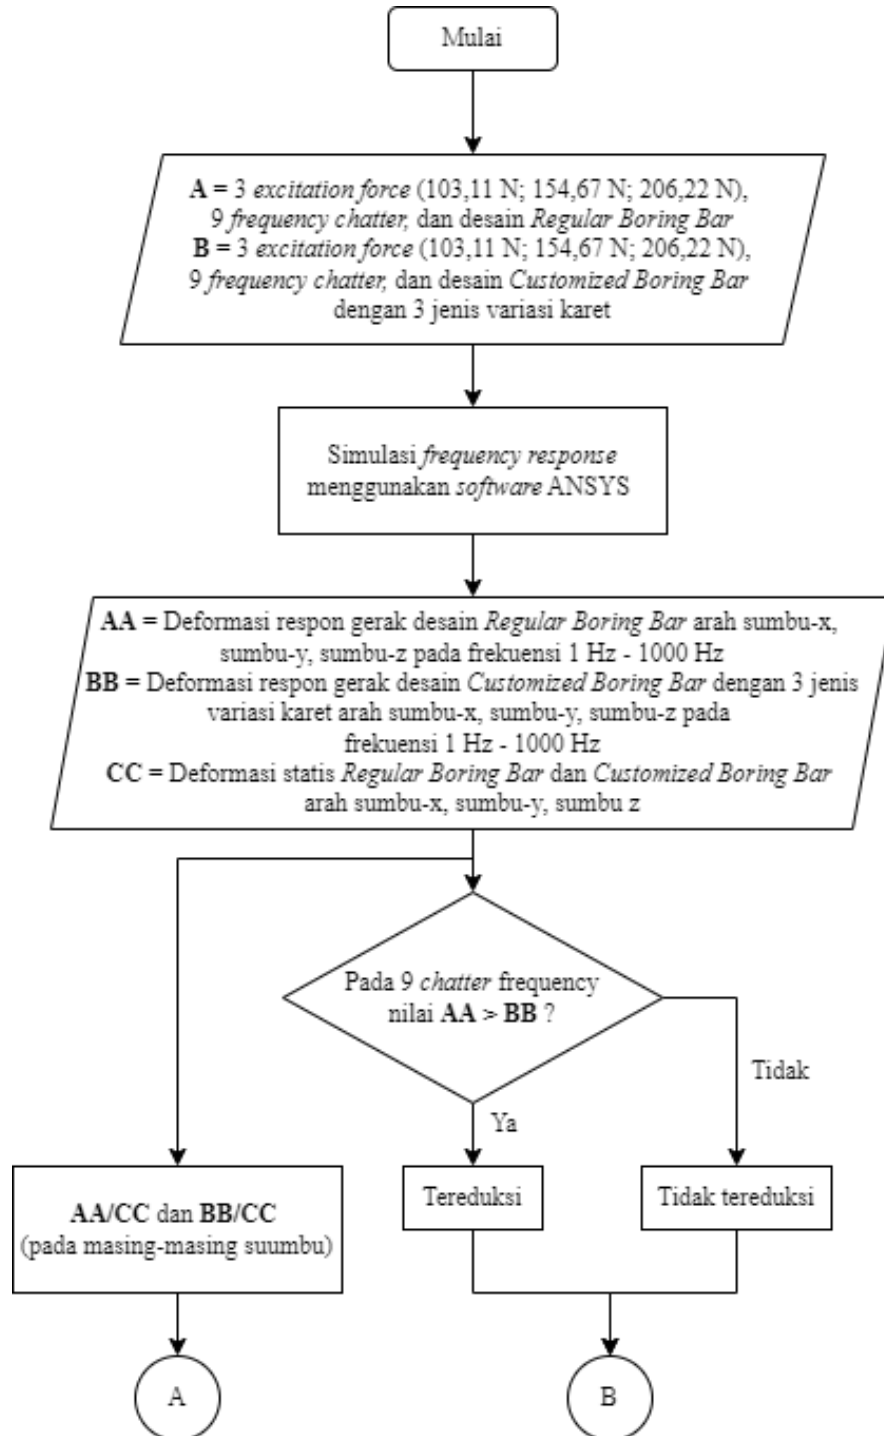 Mulai
A = 3 excitation force (103,11 N; 154,67 N; 206,22 N),
9 frequency chatter, dan desain Regular Boring Bar
B = 3 excitation force (103,11 N; 154,67 N; 206,22 N),
9 frequency chatter, dan desain Customized Boring Bar
dengan 3 jenis variasi karet
Simulasi frequency response
menggunakan software ANSYS
AA = Deformasi respon gerak desain Regular Boring Bar arah sumbu-x,
sumbu-y, sumbu-z pada frekuensi 1 Hz - 1000 Hz
BB = Deformasi respon gerak desain Customized Boring Bar dengan 3 jenis
variasi karet arah sumbu-x, sumbu-y, sumbu-z pada
frekuensi 1 Hz - 1000 Hz
CC = Deformasi statis Regular Boring Bar dan Customized Boring Bar
arah sumbu-x, sumbu-y, sumbu z
Pada 9 chatter frequency
nilai AA > BB ?
Tidak
Ya
AA/CC dan BB/CC
(pada masing-masing suumbu)
Tereduksi
Tidak tereduksi
A
B